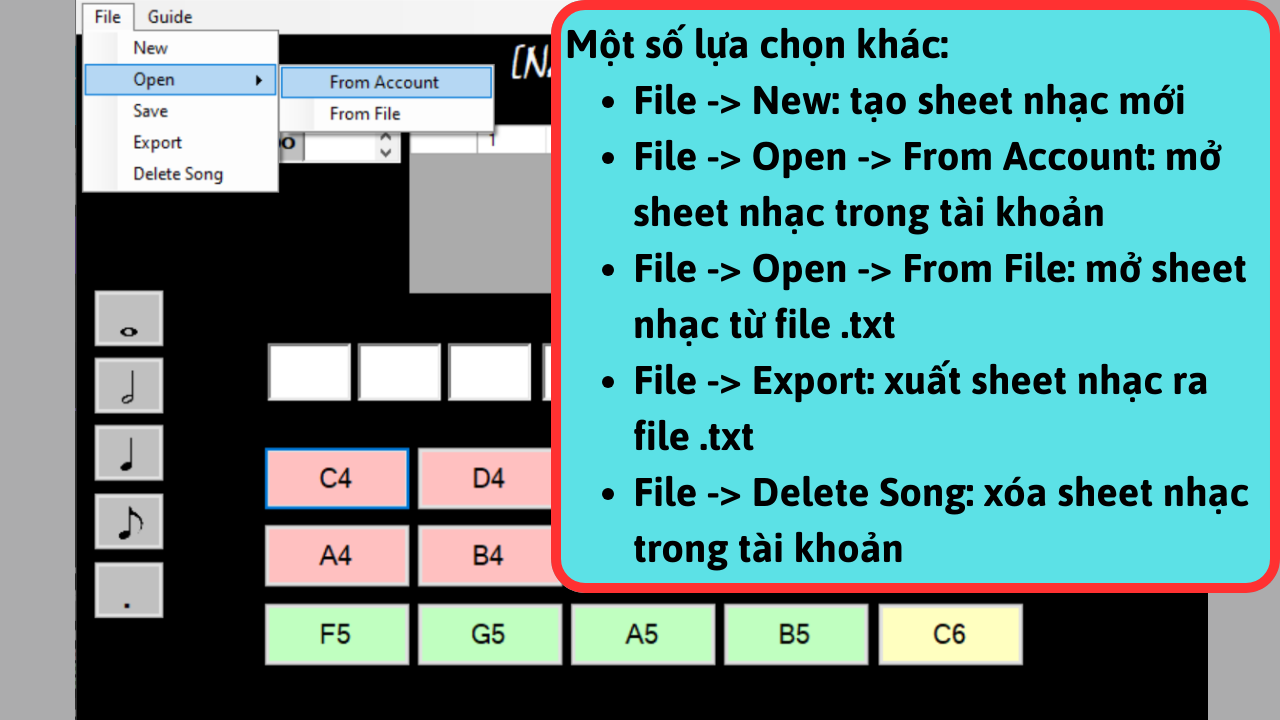 File Guide
New
Open
Save
Export
Delete Song
From Account
From File
1
Một số lựa chọn khác:
• File -> New: tạo sheet nhạc mới
• File -> Open -> From Account: mở
sheet nhạc trong tài khoản
• File -> Open -> From File: mở sheet
nhạc từ file .txt
• File -> Export: xuất sheet nhạc ra
file .txt
• File -> Delete Song: xóa sheet nhạc
trong tài khoản
C4 D4
A4 B4
F5 G5 A5 B5 C6